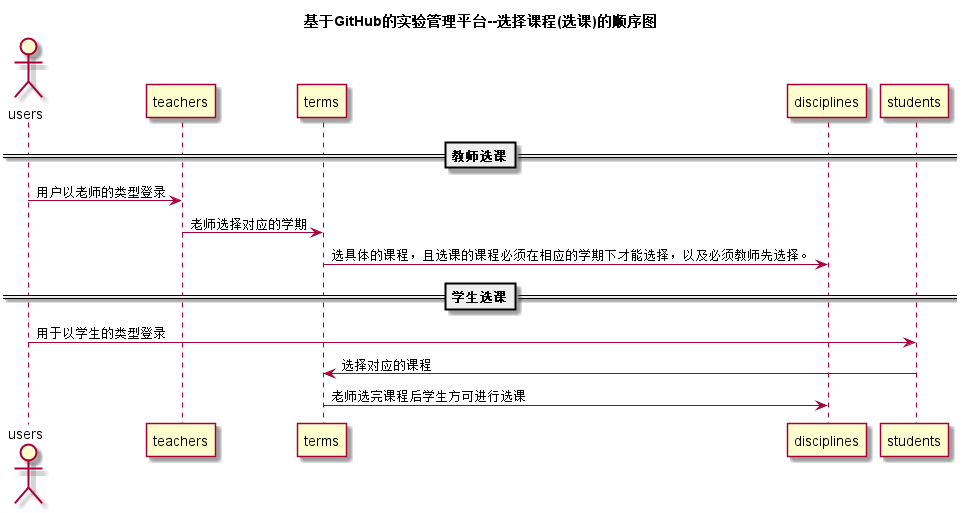 基于GitHub的实验管理平台--选择课程(选课)的顺序图
users
teachers
terms
disciplines
students
教师选课
用户以老师的类型登录
老师选择对应的学期
选具体的课程，且选课的课程必须在相应的学期下才能选择，以及必须教师先选择。
学生选课
用于以学生的类型登录
选择对应的课程
老师选完课程后学生方可进行选课
users
teachers
terms
disciplines
students